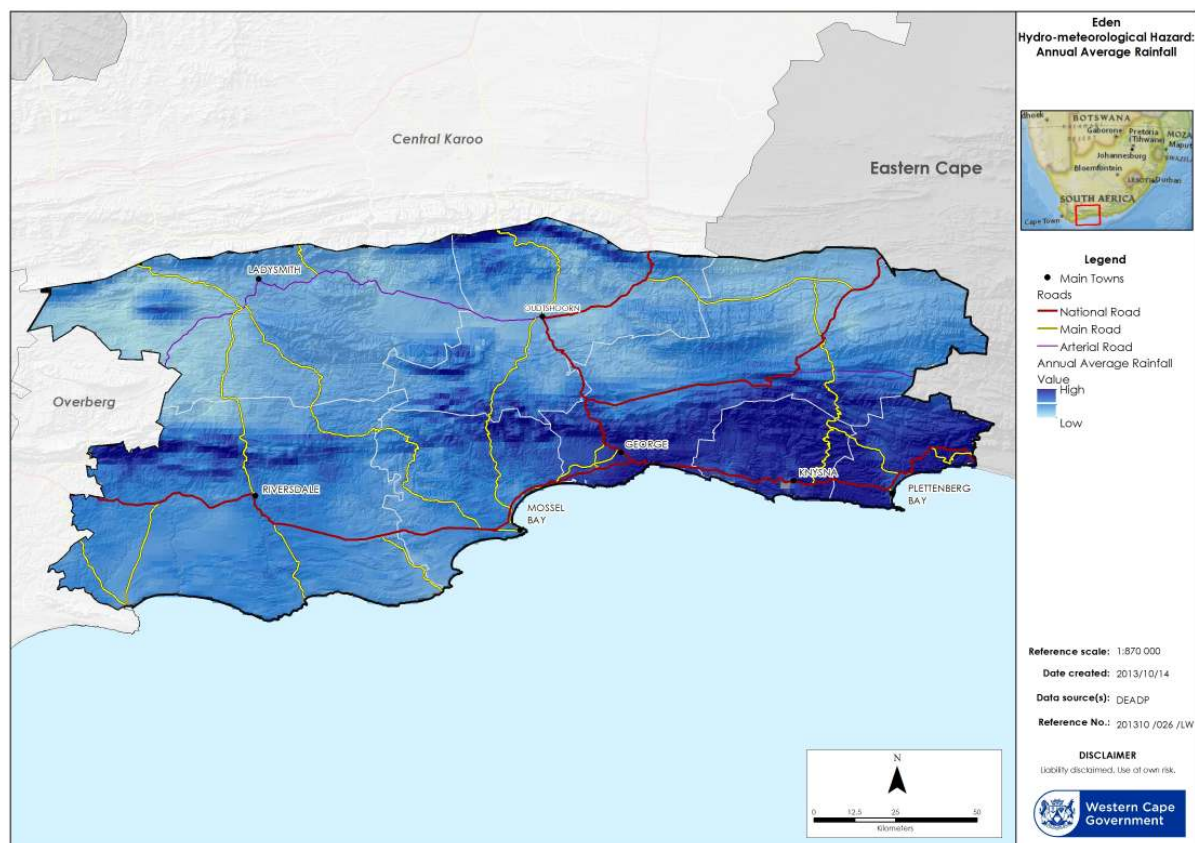 Eden
Hydro-meteorological Hazard:
Annual Average Rainfall
Central Karoo
Eastern Cape
Overberg
LADYSMITH
OUDTSHOORN
GEORGE
KNYSNA
PLETTENBERG
BAY
RIVERSDALE
MOSSEL
BAY
BOTSWANA
Gaborone
Pretoria
(Tshwane)
MOZA
Maput
Johannesburg
Bloemfontein
LESOTHO
Durban
SOUTH AFRICA
Cape Town
Legend
Main Towns
Roads
National Road
Main Road
Arterial Road
Annual Average Rainfall
Value
High
Low
Reference scale: 1:870 000
Date created: 2013/10/14
Data source(s): DEADP
Reference No.: 201310 /026 /LW
DISCLAIMER
Liability disclaimed. Use at own risk.
N
0 12.5 25 50
Kilometers
Western Cape
Government